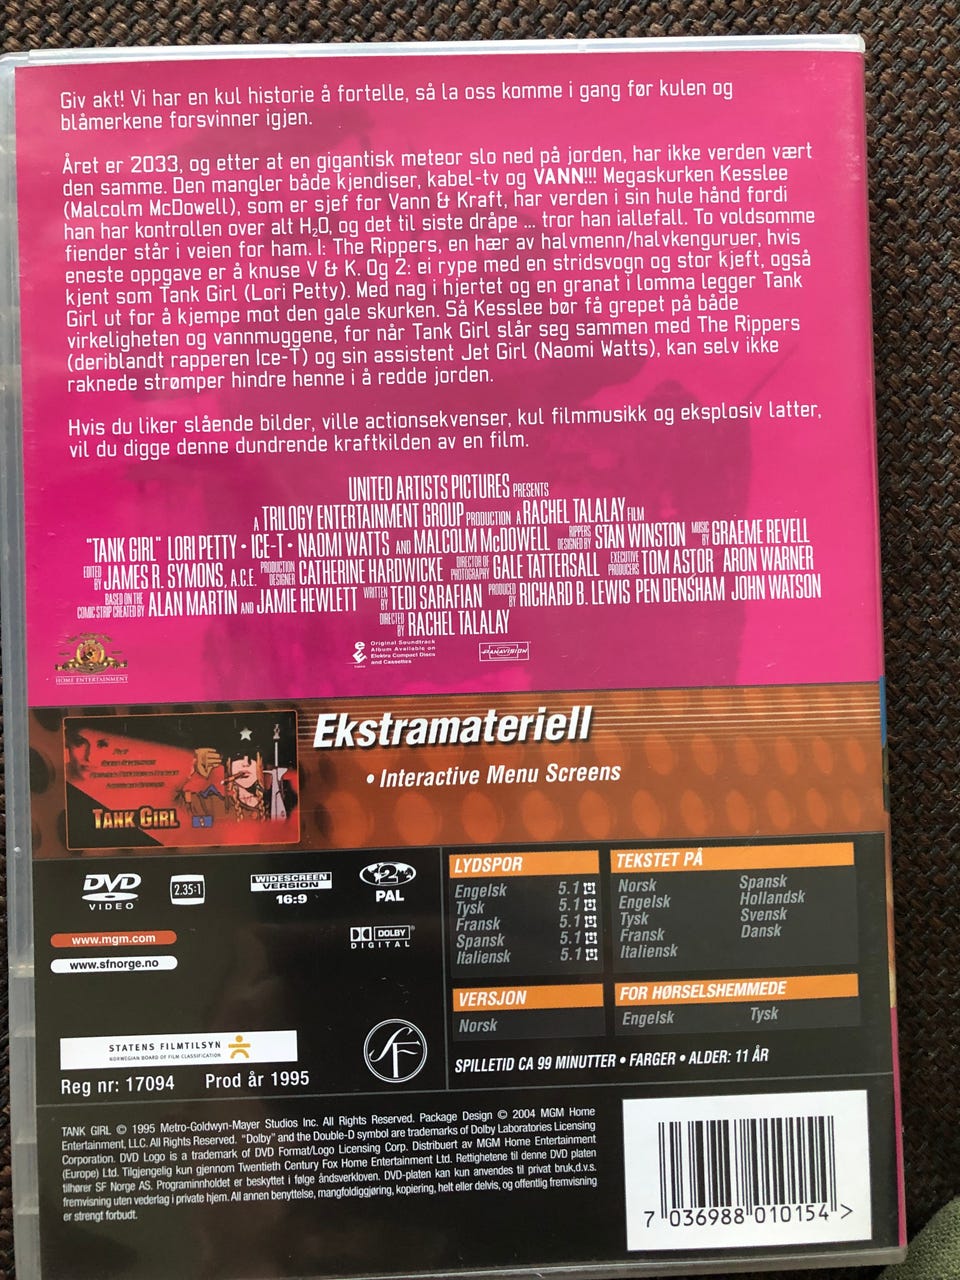 Giv akt! Vi har en kul historie å fortelle, så la oss komme i gang før kulen og
blåmerkene forsvinner igjen.
Året er 2033, og etter at en gigantisk meteor slo ned på jorden, har ikke verden vært
den samme. Den mangler både kjendiser, kabel-tv og VANN!!! Megaskurken Kesslee
(Malcolm McDowell), som er sjef for Vann & Kraft, har verden i sin hule hånd fordi
han har kontrollen over alt H₂O, og det til siste dråpe ... tror han iallefall. To voldsomme
fiender står i veien for ham. 1: The Rippers, en hær av halvmenn/halvkenguruer, hvis
eneste oppgave er å knuse V & K. Og 2: ei rype med en stridsvogn og stor kjeft, også
kjent som Tank Girl (Lori Petty). Med nag i hjertet og en granat i lomma legger Tank
Girl ut for å kjempe mot den gale skurken. Så Kesslee bør få grepet på både
virkeligheten og vannmuggene, for når Tank Girl slår seg sammen med The Rippers
(deriblandt rapperen Ice-T) og sin assistent Jet Girl (Naomi Watts), kan selv ikke
raknede strømper hindre henne i å redde jorden.
Hvis du liker slående bilder, ville actionsekvenser, kul filmmusikk og eksplosiv latter,
vil du digge denne dundrende kraftkilden av en film.
UNITED ARTISTS PICTURES PRESENTS
A TRILOGY ENTERTAINMENT GROUP PRODUCTION A RACHEL TALALAY FILM
"TANK GIRL" LORI PETTY • ICE-T • NAOMI WATTS AND MALCOLM McDOWELL RIPPERS DESIGNED BY STAN WINSTON MUSIC BY GRAEME REVELL
EDITED BY JAMES R. SYMONS, A.C.E. PRODUCTION DESIGNER CATHERINE HARDWICKE DIRECTOR OF PHOTOGRAPHY GALE TATTERSALL EXECUTIVE PRODUCERS TOM ASTOR ARON WARNER
BASED ON THE COMIC STRIP CREATED BY ALAN MARTIN AND JAMIE HEWLETT WRITTEN BY TEDI SARAFIAN PRODUCED BY RICHARD B. LEWIS PEN DENSHAM JOHN WATSON
DIRECTED BY RACHEL TALALAY
Original Soundtrack
Album Available on
Elektra Compact Discs
and Cassettes
PANAVISION
HOME ENTERTAINMENT
Ekstramateriell
• Interactive Menu Screens
TANK GIRL
DVD
VIDEO
2.35:1
WIDESCREEN
VERSION
16:9
2
PAL
DOLBY
DIGITAL
www.mgm.com
www.sfnorge.no
LYDSPOR
Engelsk 5.1
Tysk 5.1
Fransk 5.1
Spansk 5.1
Italiensk 5.1
TEKSTET PÅ
Norsk
Engelsk
Tysk
Fransk
Italiensk
Spansk
Hollandsk
Svensk
Dansk
VERSJON
Norsk
FOR HØRSELSHEMMEDE
Engelsk Tysk
SPILLETID CA 99 MINUTTER • FARGER • ALDER: 11 ÅR
STATENS FILMTILSYN
NORWEGIAN BOARD OF FILM CLASSIFICATION
Reg nr: 17094 Prod år 1995
SF
TANK GIRL © 1995 Metro-Goldwyn-Mayer Studios Inc. All Rights Reserved. Package Design © 2004 MGM Home
Entertainment, LLC. All Rights Reserved. "Dolby" and the Double-D symbol are trademarks of Dolby Laboratories Licensing
Corporation. DVD Logo is a trademark of DVD Format/Logo Licensing Corp. Distribuert av MGM Home Entertainment
(Europe) Ltd. Tilgjengelig kun gjennom Twentieth Century Fox Home Entertainment Ltd. Rettighetene til denne DVD platen
tilhører SF Norge AS. Programinnholdet er beskyttet i følge åndsverkloven. DVD-platen kan kun anvendes til privat bruk,d.v.s.
fremvisning uten vederlag i private hjem. All annen benyttelse, mangfoldiggjøring, kopiering, helt eller delvis, og offentlig fremvisning
er strengt forbudt.
7 036988 010154 >